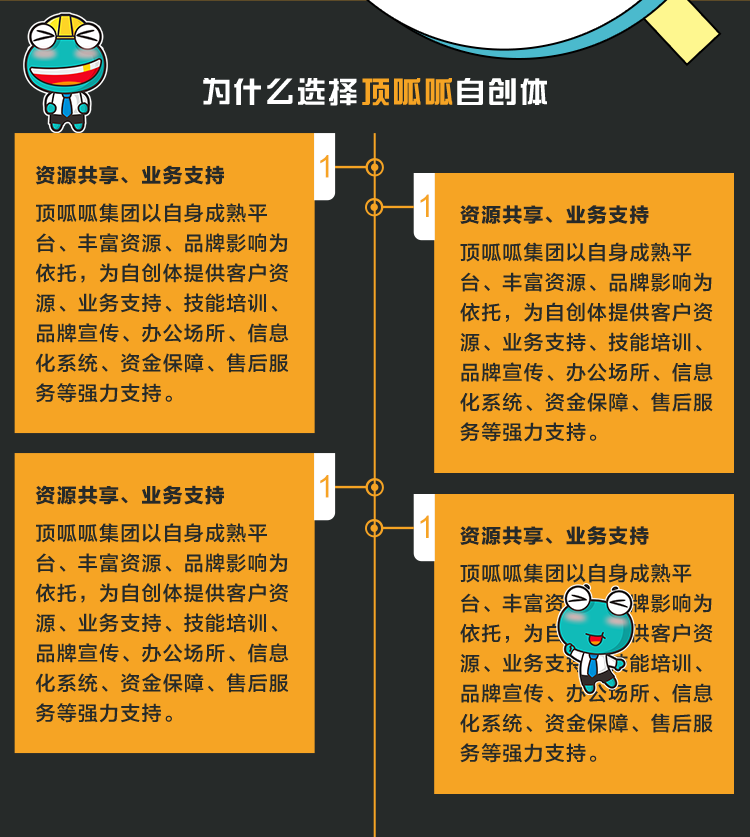 为什么选择顶呱呱自创体
1
资源共享、业务支持
顶呱呱集团以自身成熟平
台、丰富资源、品牌影响为
依托，为自创体提供客户资
源、业务支持、技能培训、
品牌宣传、办公场所、信息
化系统、资金保障、售后服
务等强力支持。
1
资源共享、业务支持
顶呱呱集团以自身成熟平
台、丰富资源、品牌影响为
依托，为自创体提供客户资
源、业务支持、技能培训、
品牌宣传、办公场所、信息
化系统、资金保障、售后服
务等强力支持。
1
资源共享、业务支持
顶呱呱集团以自身成熟平
台、丰富资源、品牌影响为
依托，为自创体提供客户资
源、业务支持、技能培训、
品牌宣传、办公场所、信息
化系统、资金保障、售后服
务等强力支持。
1
资源共享、业务支持
顶呱呱集团以自身成熟平
台、丰富资 牌影响为
依托，为自 供客户资
源、业务支 能培训、
品牌宣传、办公场所、信息
化系统、资金保障、售后服
务等强力支持。